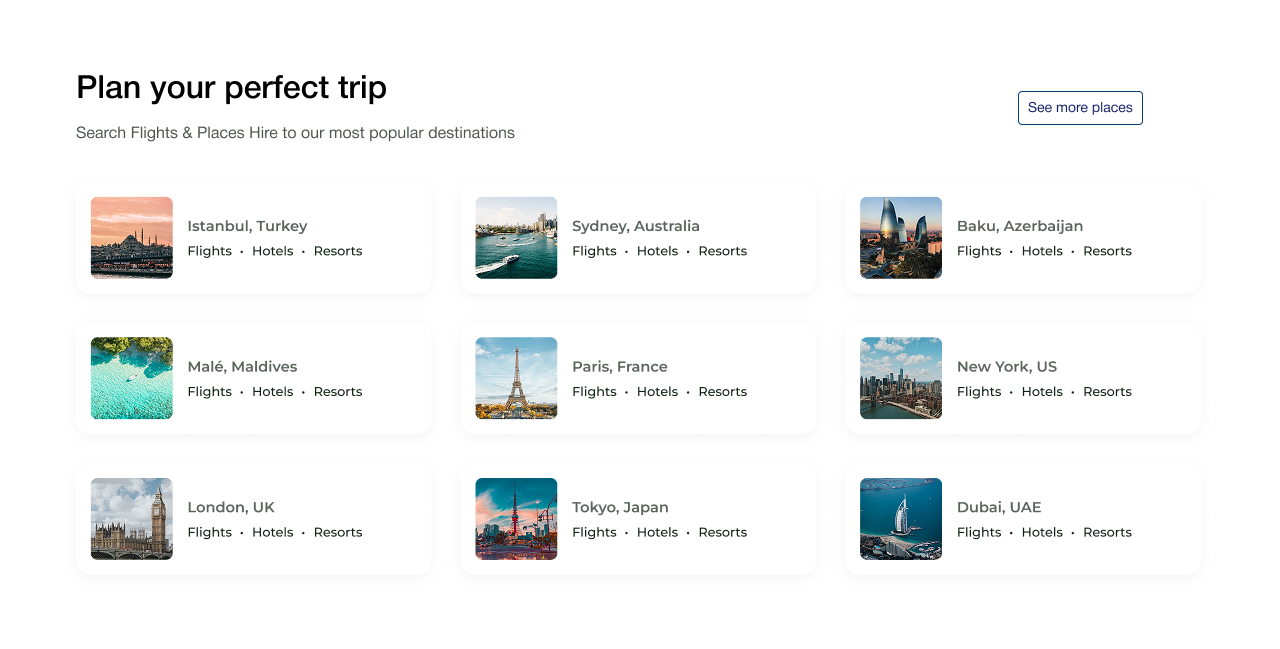 Plan your perfect trip
See more places
Search Flights & Places Hire to our most popular destinations
Istanbul, Turkey
Flights • Hotels • Resorts
Sydney, Australia
Flights • Hotels • Resorts
Baku, Azerbaijan
Flights • Hotels • Resorts
Malé, Maldives
Flights • Hotels • Resorts
Paris, France
Flights • Hotels • Resorts
New York, US
Flights • Hotels • Resorts
London, UK
Flights • Hotels • Resorts
Tokyo, Japan
Flights • Hotels • Resorts
Dubai, UAE
Flights • Hotels • Resorts